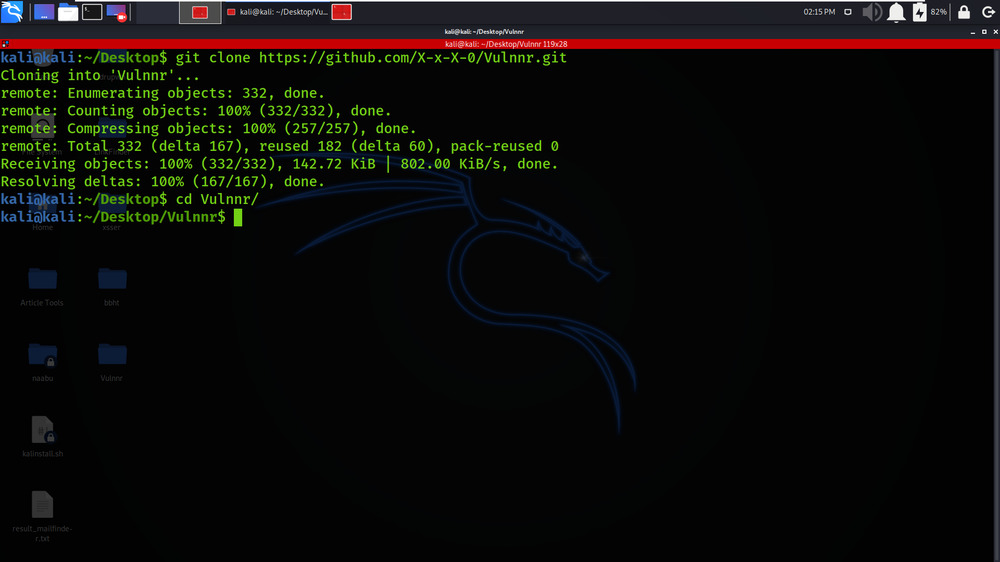 kali@kali: ~/Desktop/Vu...
02:15 PM
82%
kali@kali: ~/Desktop/Vulnnr
kali@kali: ~/Desktop/Vulnnr 119x28
kali@kali:~/Desktop$ git clone https://github.com/X-x-X-0/Vulnnr.git
Cloning into 'Vulnnr'...
remote: Enumerating objects: 332, done.
remote: Counting objects: 100% (332/332), done.
remote: Compressing objects: 100% (257/257), done.
remote: Total 332 (delta 167), reused 182 (delta 60), pack-reused 0
Receiving objects: 100% (332/332), 142.72 KiB | 802.00 KiB/s, done.
Resolving deltas: 100% (167/167), done.
kali@kali:~/Desktop$ cd Vulnnr/
kali@kali:~/Desktop/Vulnnr$
Home
xsser
Article Tools
bbht
naabu
Vulnnr
kalinstall.sh
result_mailfinde-
r.txt